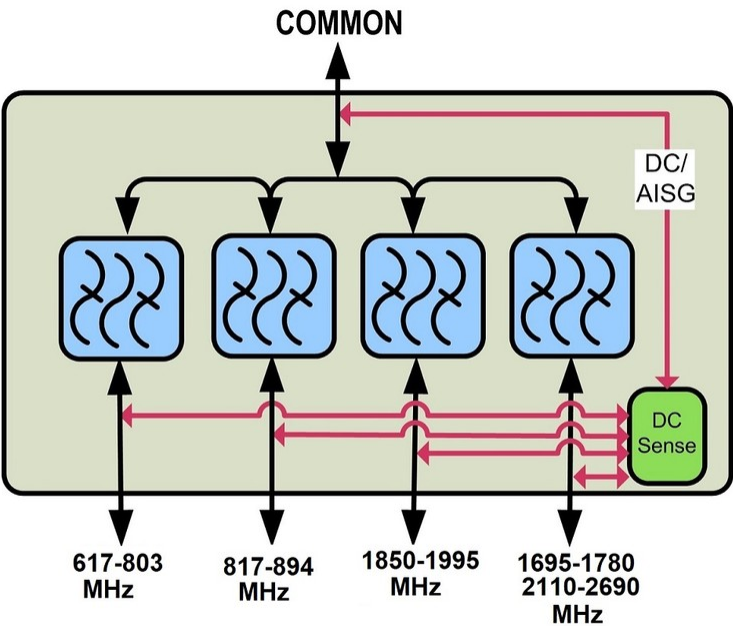 COMMON
DC/
AISG
DC
Sense
617-803
MHz
817-894
MHz
1850-1995
MHz
1695-1780
2110-2690
MHz